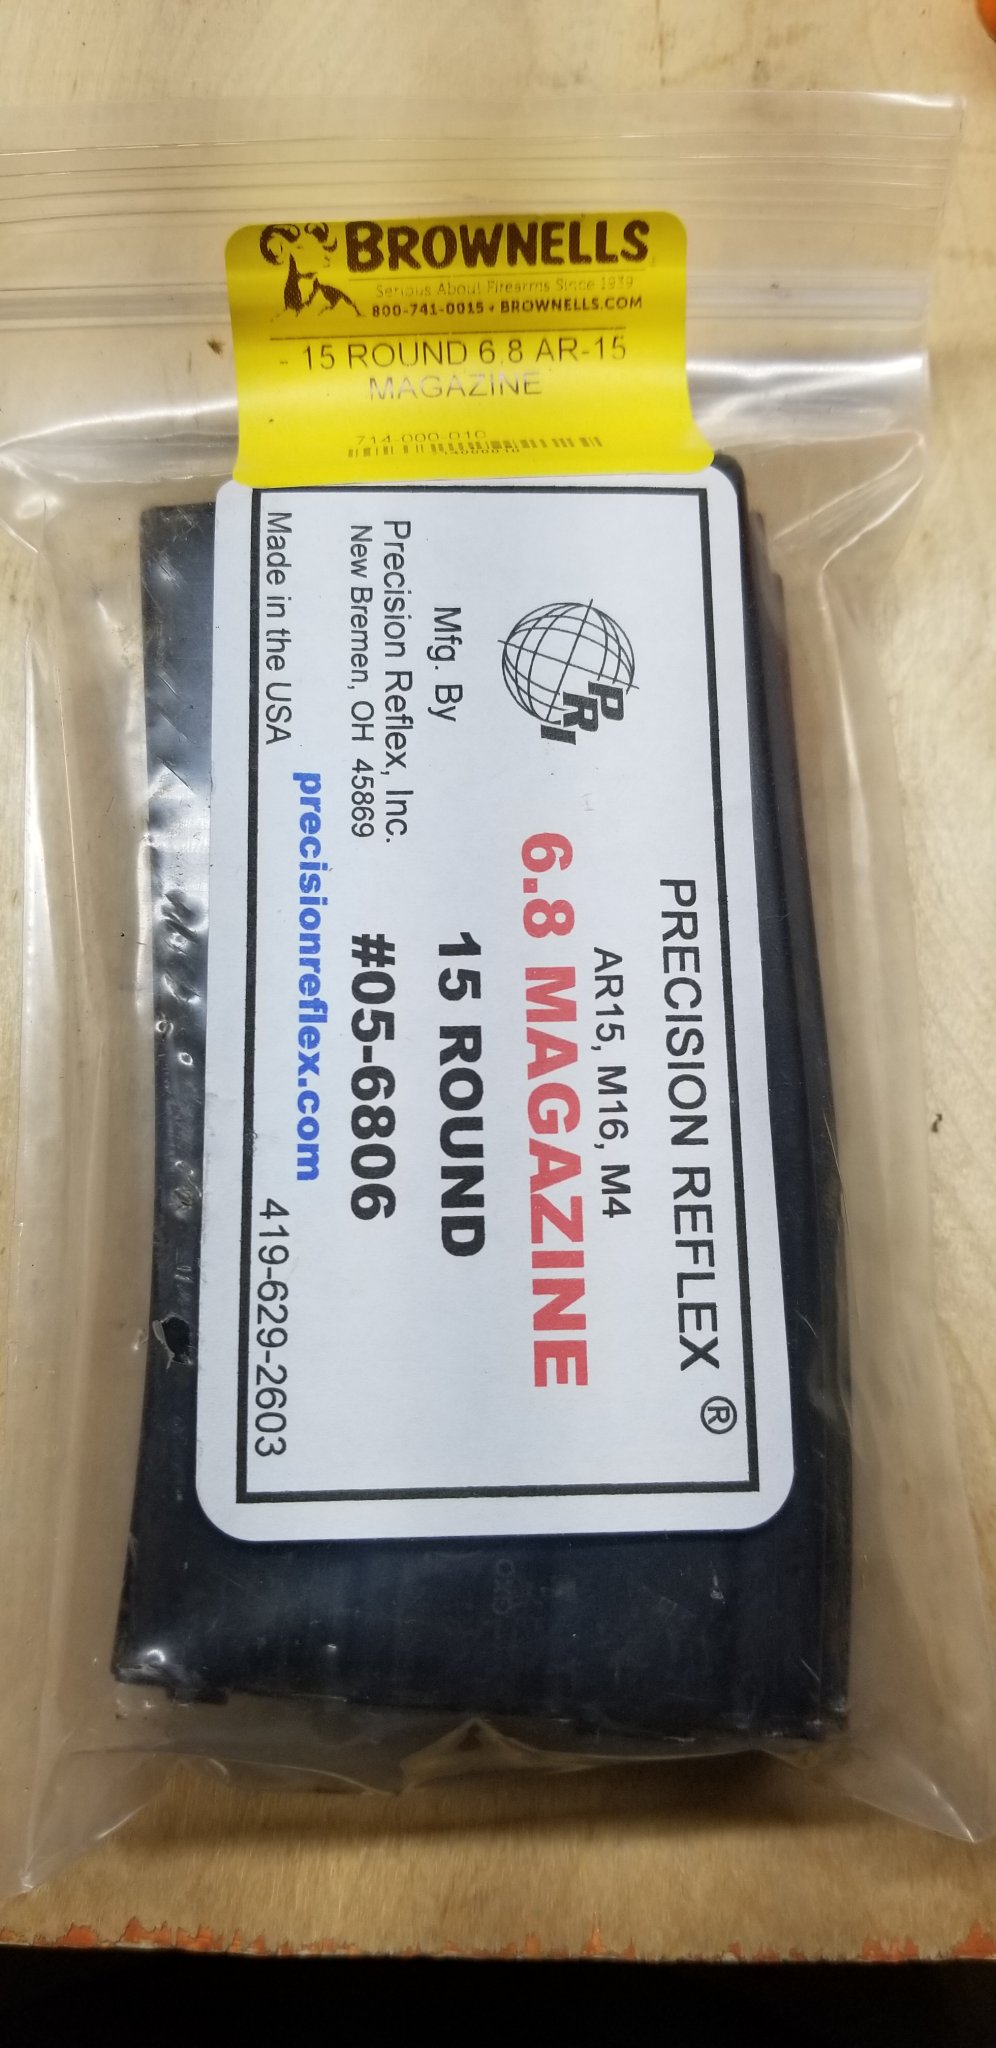 BROWNELLS
Serious About Firearms Since 1939
800-741-0015 • BROWNELLS.COM
- 15 ROUND 6.8 AR-15
MAGAZINE
714-000-010
PRECISION REFLEX ®
AR15, M16, M4
PRI
6.8 MAGAZINE
15 ROUND
Mfg. By
Precision Reflex, Inc.
New Bremen, OH 45869
#05-6806
precisionreflex.com
Made in the USA
419-629-2603